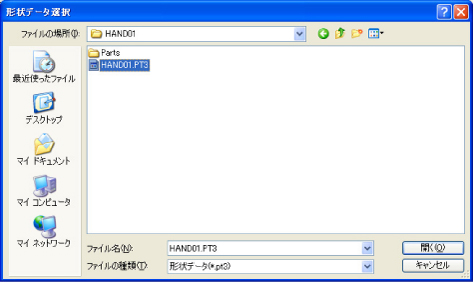 形状データ選択
ファイルの場所(I):
HAND01
Parts
HAND01.PT3
最近使ったファイル
デスクトップ
マイ ドキュメント
マイ コンピュータ
マイ ネットワーク
ファイル名(N):
HAND01.PT3
開く(O)
ファイルの種類(T):
形状データ(*.pt3)
キャンセル